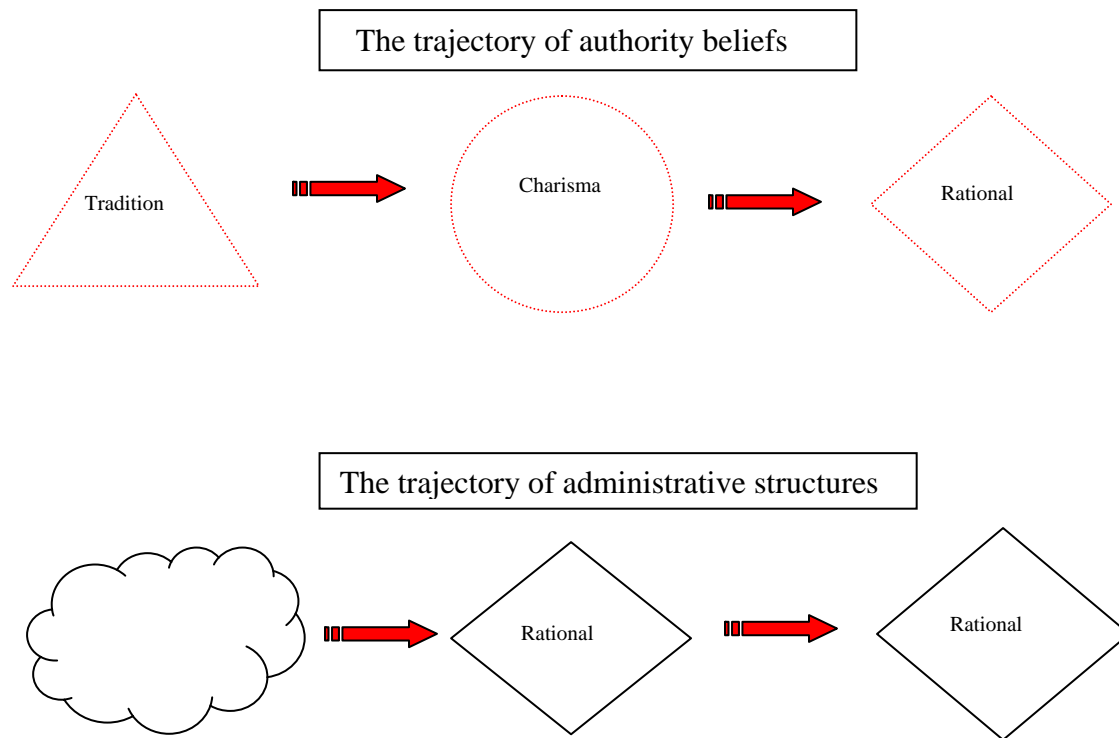 The trajectory of authority beliefs
Tradition
Charisma
Rational
The trajectory of administrative structures
Rational
Rational